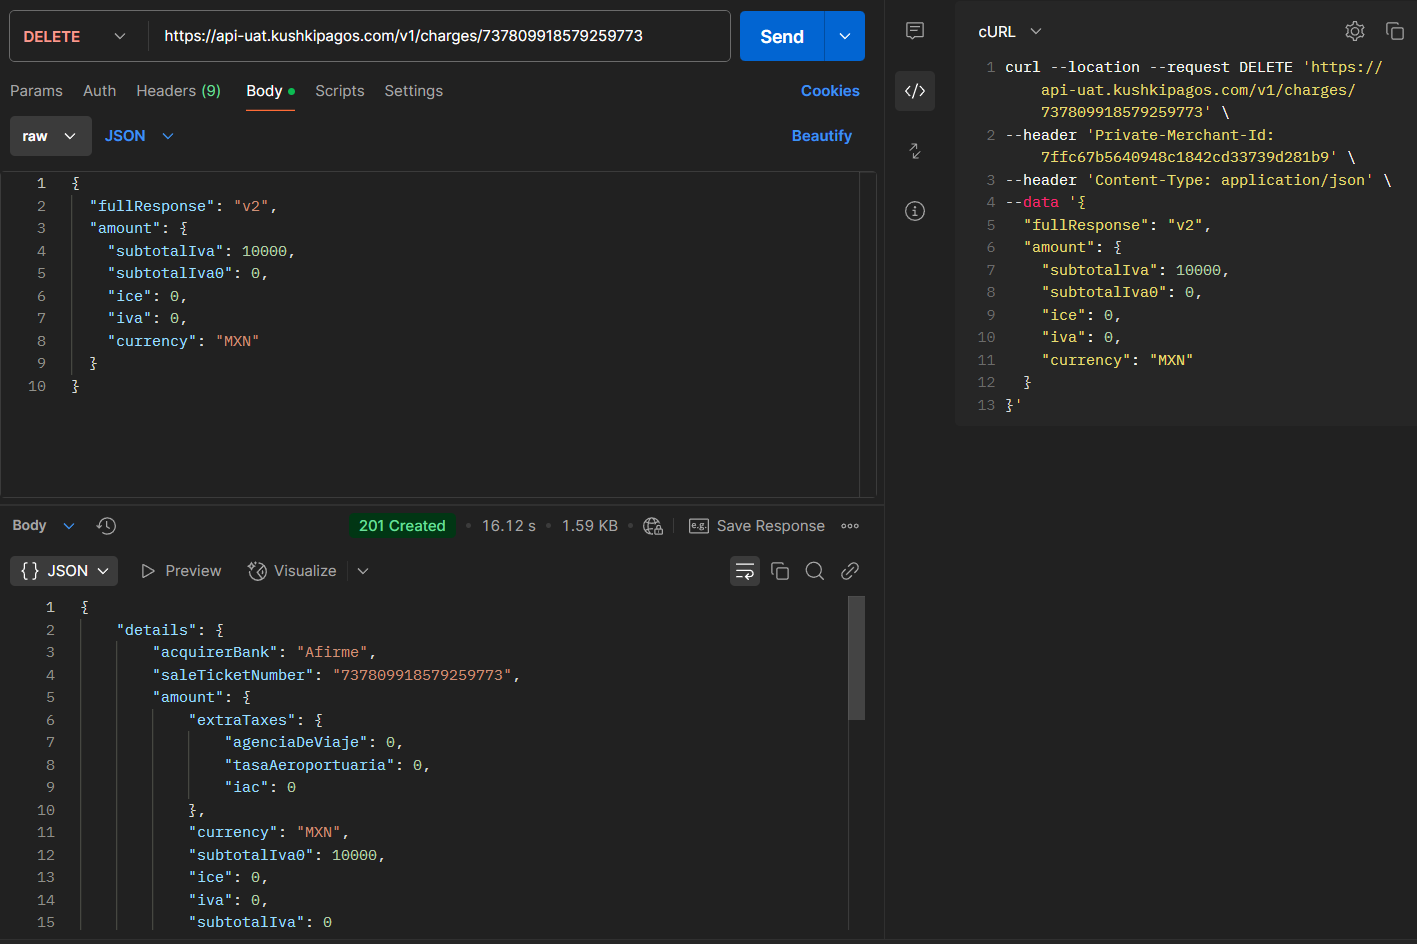 DELETE https://api-uat.kushkipagos.com/v1/charges/737809918579259773 Send
Params Auth Headers (9) Body Scripts Settings Cookies
raw JSON Beautify
1 {
2 "fullResponse": "v2",
3 "amount": {
4 "subtotalIva": 10000,
5 "subtotalIva0": 0,
6 "ice": 0,
7 "iva": 0,
8 "currency": "MXN"
9 }
10 }
Body 201 Created • 16.12 s • 1.59 KB • e.g. Save Response
{} JSON Preview Visualize
1 {
2 "details": {
3 "acquirerBank": "Afirme",
4 "saleTicketNumber": "737809918579259773",
5 "amount": {
6 "extraTaxes": {
7 "agenciaDeViaje": 0,
8 "tasaAeroportuaria": 0,
9 "iac": 0
10 },
11 "currency": "MXN",
12 "subtotalIva0": 10000,
13 "ice": 0,
14 "iva": 0,
15 "subtotalIva": 0
cURL
1 curl --location --request DELETE 'https://
api-uat.kushkipagos.com/v1/charges/
737809918579259773' \
2 --header 'Private-Merchant-Id:
7ffc67b5640948c1842cd33739d281b9' \
3 --header 'Content-Type: application/json' \
4 --data '{
5 "fullResponse": "v2",
6 "amount": {
7 "subtotalIva": 10000,
8 "subtotalIva0": 0,
9 "ice": 0,
10 "iva": 0,
11 "currency": "MXN"
12 }
13 }'